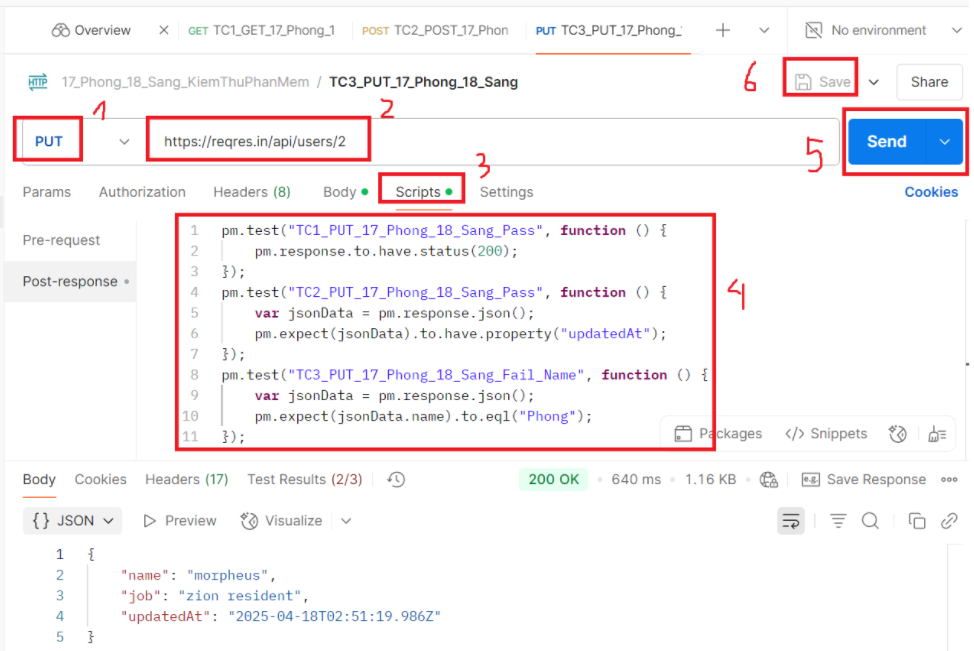 Overview GET TC1_GET_17_Phong_1 POST TC2_POST_17_Phon PUT TC3_PUT_17_Phong_ No environment
6
HTTP 17_Phong_18_Sang_KiemThuPhanMem / TC3_PUT_17_Phong_18_Sang Save Share
1 2
PUT https://reqres.in/api/users/2 Send
5
3
Params Authorization Headers (8) Body Scripts Settings Cookies
Pre-request
Post-response
1 pm.test("TC1_PUT_17_Phong_18_Sang_Pass", function () {
2 pm.response.to.have.status(200);
3 });
4 pm.test("TC2_PUT_17_Phong_18_Sang_Pass", function () {
5 var jsonData = pm.response.json();
6 pm.expect(jsonData).to.have.property("updatedAt");
7 });
8 pm.test("TC3_PUT_17_Phong_18_Sang_Fail_Name", function () {
9 var jsonData = pm.response.json();
10 pm.expect(jsonData.name).to.eql("Phong");
11 });
4
Packages </> Snippets
Body Cookies Headers (17) Test Results (2/3) 200 OK 640 ms 1.16 KB e.g. Save Response
{} JSON Preview Visualize
1 {
2 "name": "morpheus",
3 "job": "zion resident",
4 "updatedAt": "2025-04-18T02:51:19.986Z"
5 }